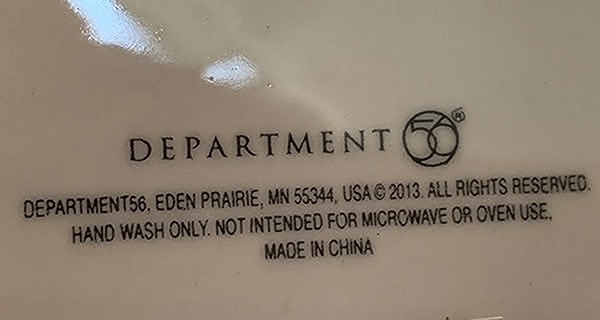 DEPARTMENT 56®
DEPARTMENT56, EDEN PRAIRIE, MN 55344, USA © 2013. ALL RIGHTS RESERVED.
HAND WASH ONLY. NOT INTENDED FOR MICROWAVE OR OVEN USE.
MADE IN CHINA